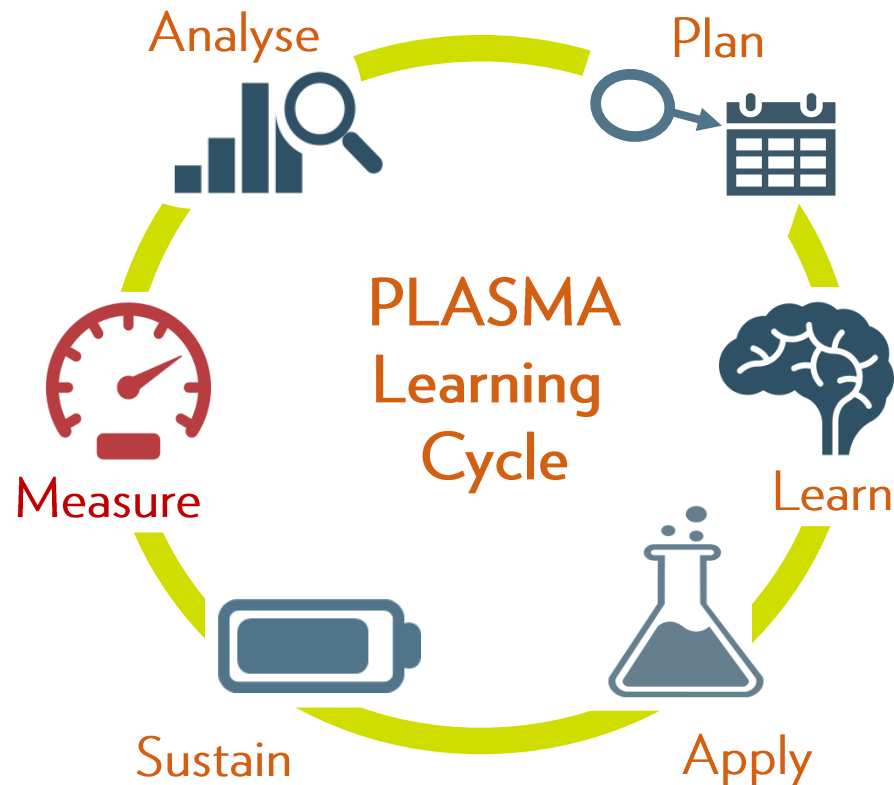 Analyse
Plan
PLASMA
Learning
Cycle
Measure
Learn
Sustain
Apply